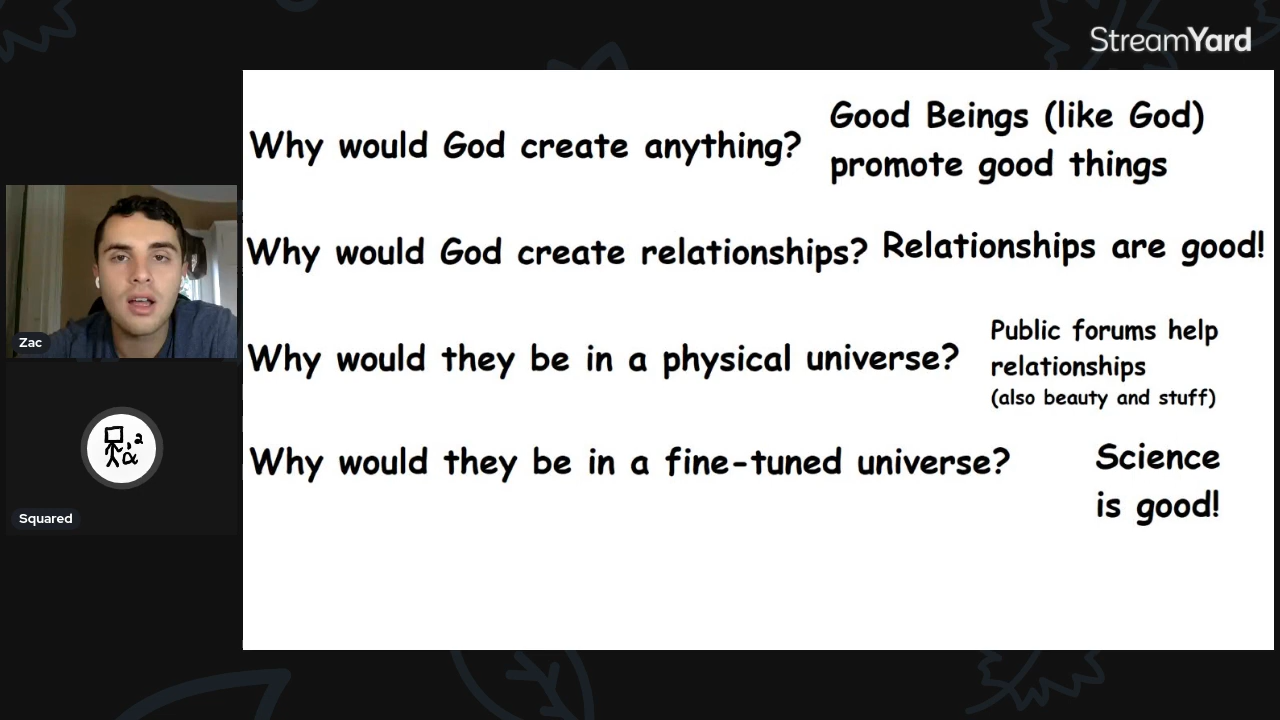 StreamYard
Why would God create anything?
Good Beings (like God)
promote good things
Why would God create relationships?
Relationships are good!
Why would they be in a physical universe?
Public forums help
relationships
(also beauty and stuff)
Why would they be in a fine-tuned universe?
Science
is good!
Zac
Squared